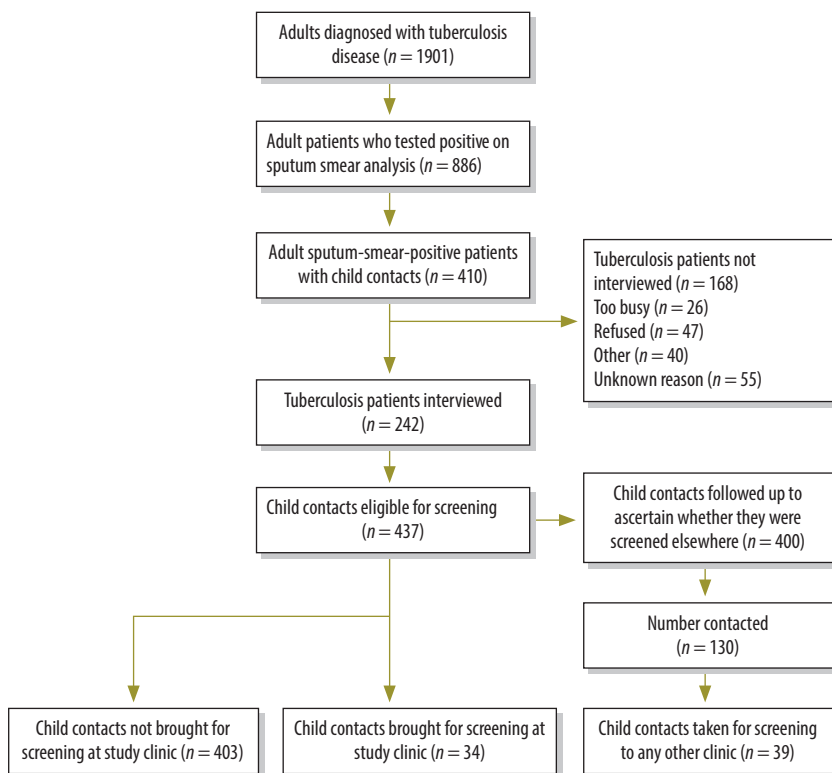 Adults diagnosed with tuberculosis
disease (n = 1901)
Adult patients who tested positive on
sputum smear analysis (n = 886)
Adult sputum-smear-positive patients
with child contacts (n = 410)
Tuberculosis patients not
interviewed (n = 168)
Too busy (n = 26)
Refused (n = 47)
Other (n = 40)
Unknown reason (n = 55)
Tuberculosis patients interviewed
(n = 242)
Child contacts eligible for screening
(n = 437)
Child contacts followed up to
ascertain whether they were
screened elsewhere (n = 400)
Number contacted
(n = 130)
Child contacts not brought for
screening at study clinic (n = 403)
Child contacts brought for screening at
study clinic (n = 34)
Child contacts taken for screening
to any other clinic (n = 39)